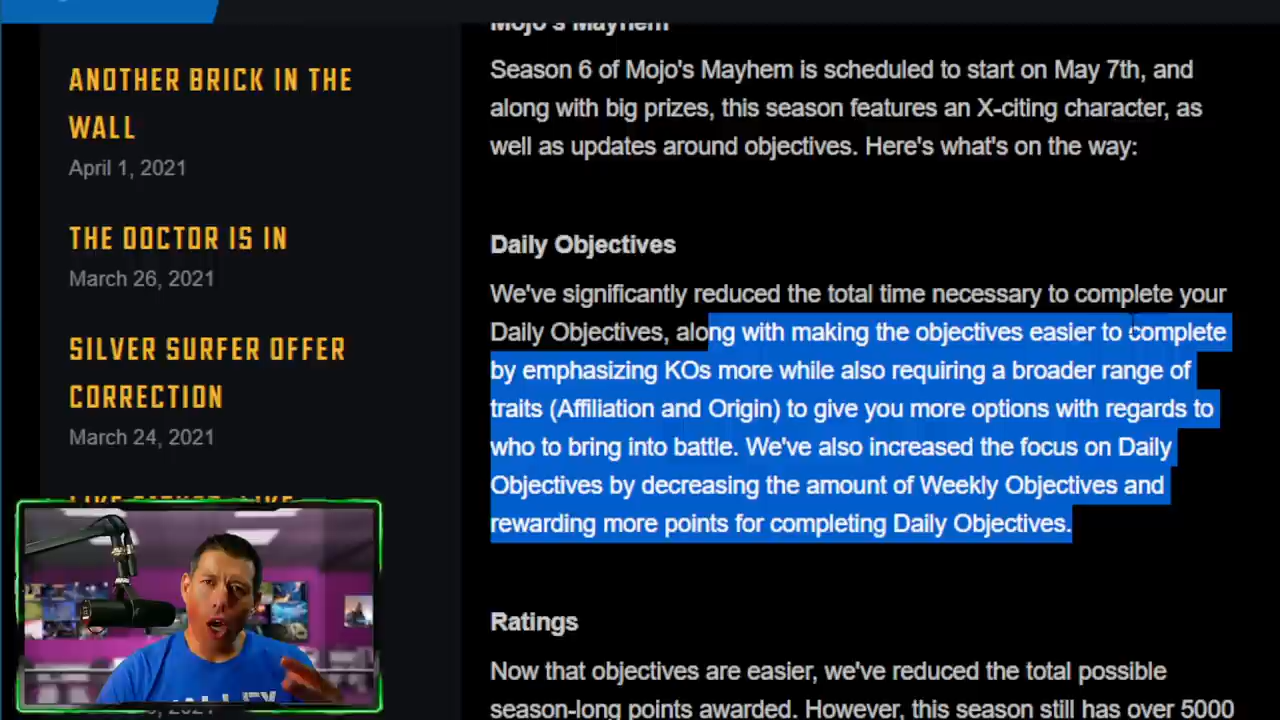 ANOTHER BRICK IN THE
WALL
April 1, 2021
THE DOCTOR IS IN
March 26, 2021
SILVER SURFER OFFER
CORRECTION
March 24, 2021
Mojo's Mayhem
Season 6 of Mojo's Mayhem is scheduled to start on May 7th, and
along with big prizes, this season features an X-citing character, as
well as updates around objectives. Here's what's on the way:
Daily Objectives
We've significantly reduced the total time necessary to complete your
Daily Objectives, along with making the objectives easier to complete
by emphasizing KOs more while also requiring a broader range of
traits (Affiliation and Origin) to give you more options with regards to
who to bring into battle. We've also increased the focus on Daily
Objectives by decreasing the amount of Weekly Objectives and
rewarding more points for completing Daily Objectives.
Ratings
Now that objectives are easier, we've reduced the total possible
season-long points awarded. However, this season still has over 5000